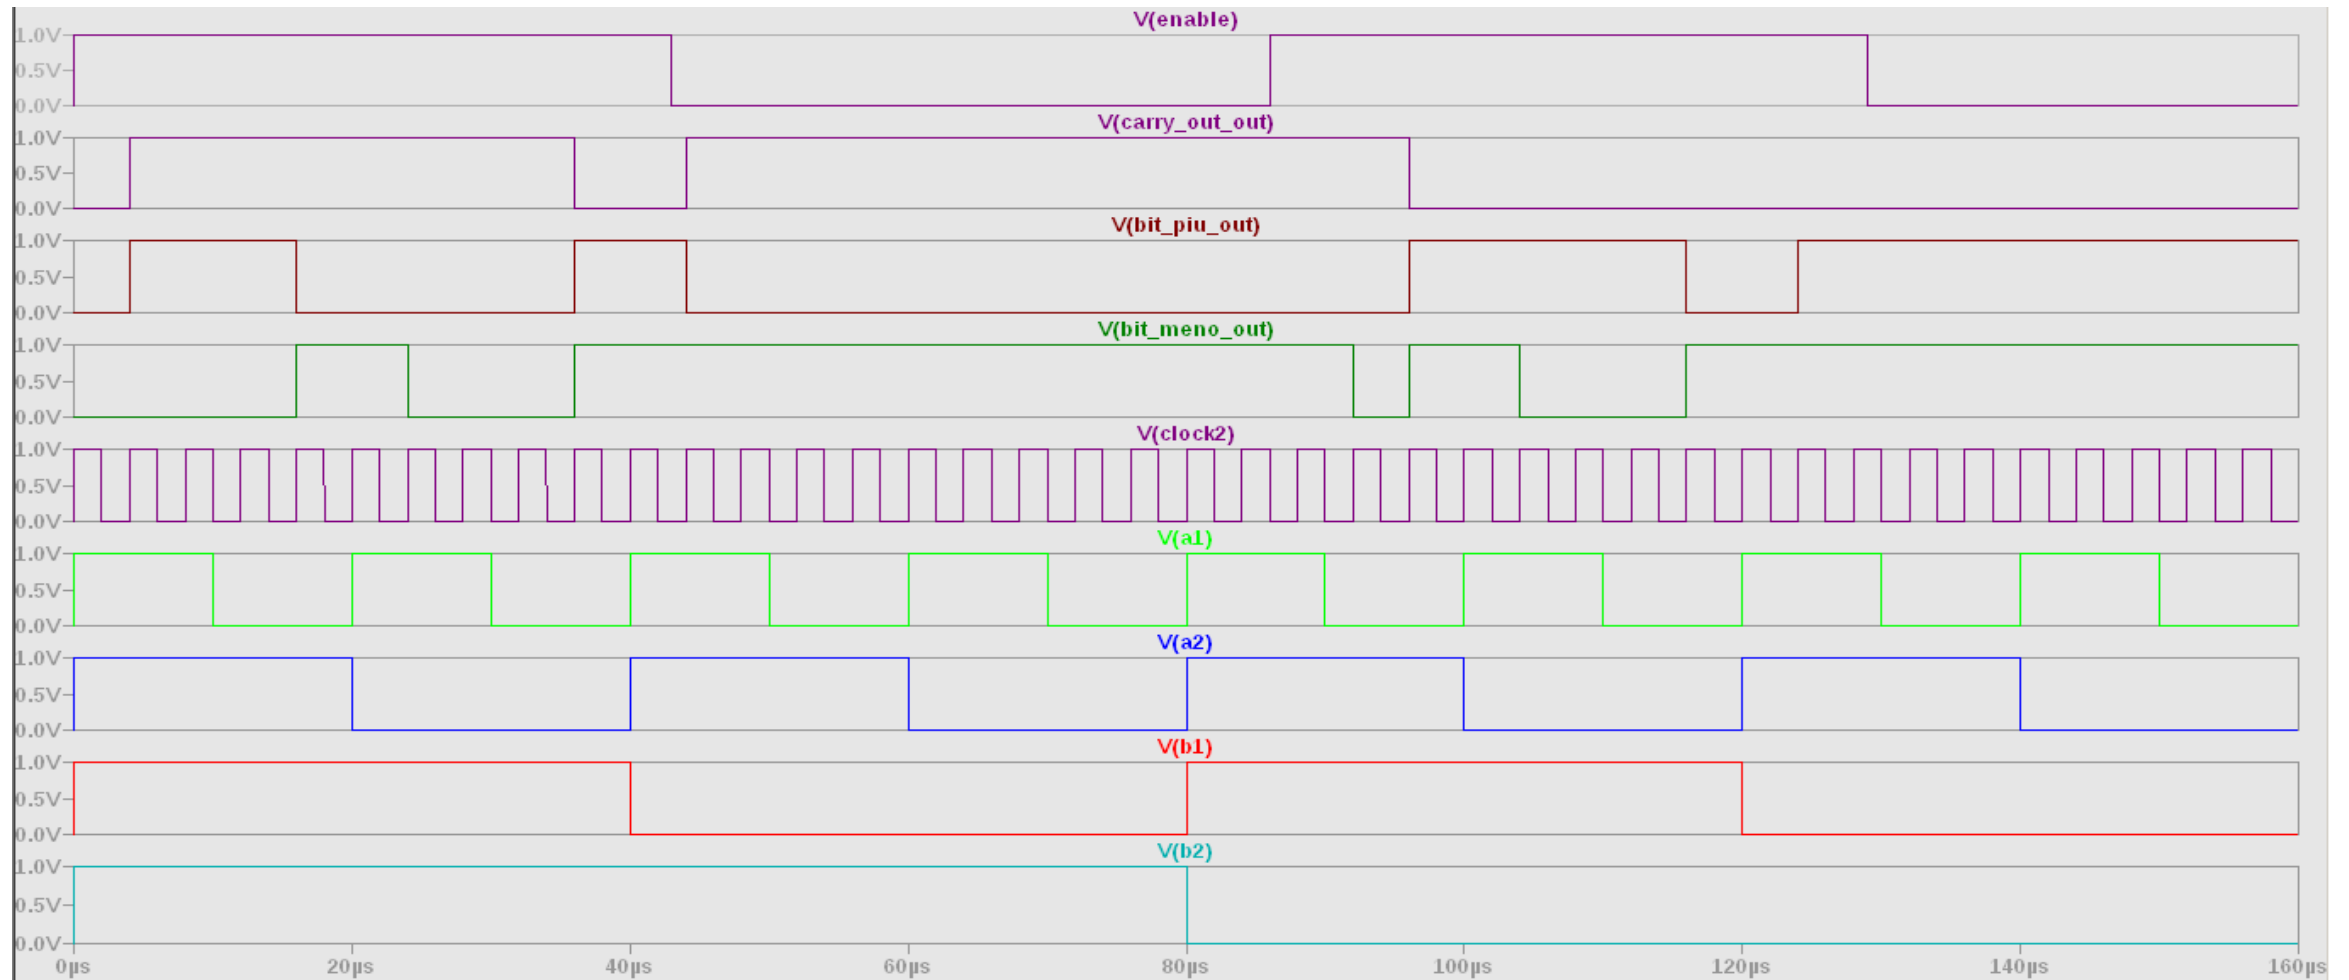 V(enable)
1.0V
0.5V
0.0V
V(carry_out_out)
1.0V
0.5V
0.0V
V(bit_piu_out)
1.0V
0.5V
0.0V
V(bit_meno_out)
1.0V
0.5V
0.0V
V(clock2)
1.0V
0.5V
0.0V
V(a1)
1.0V
0.5V
0.0V
V(a2)
1.0V
0.5V
0.0V
V(b1)
1.0V
0.5V
0.0V
V(b2)
1.0V
0.5V
0.0V
0µs 20µs 40µs 60µs 80µs 100µs 120µs 140µs 160µs